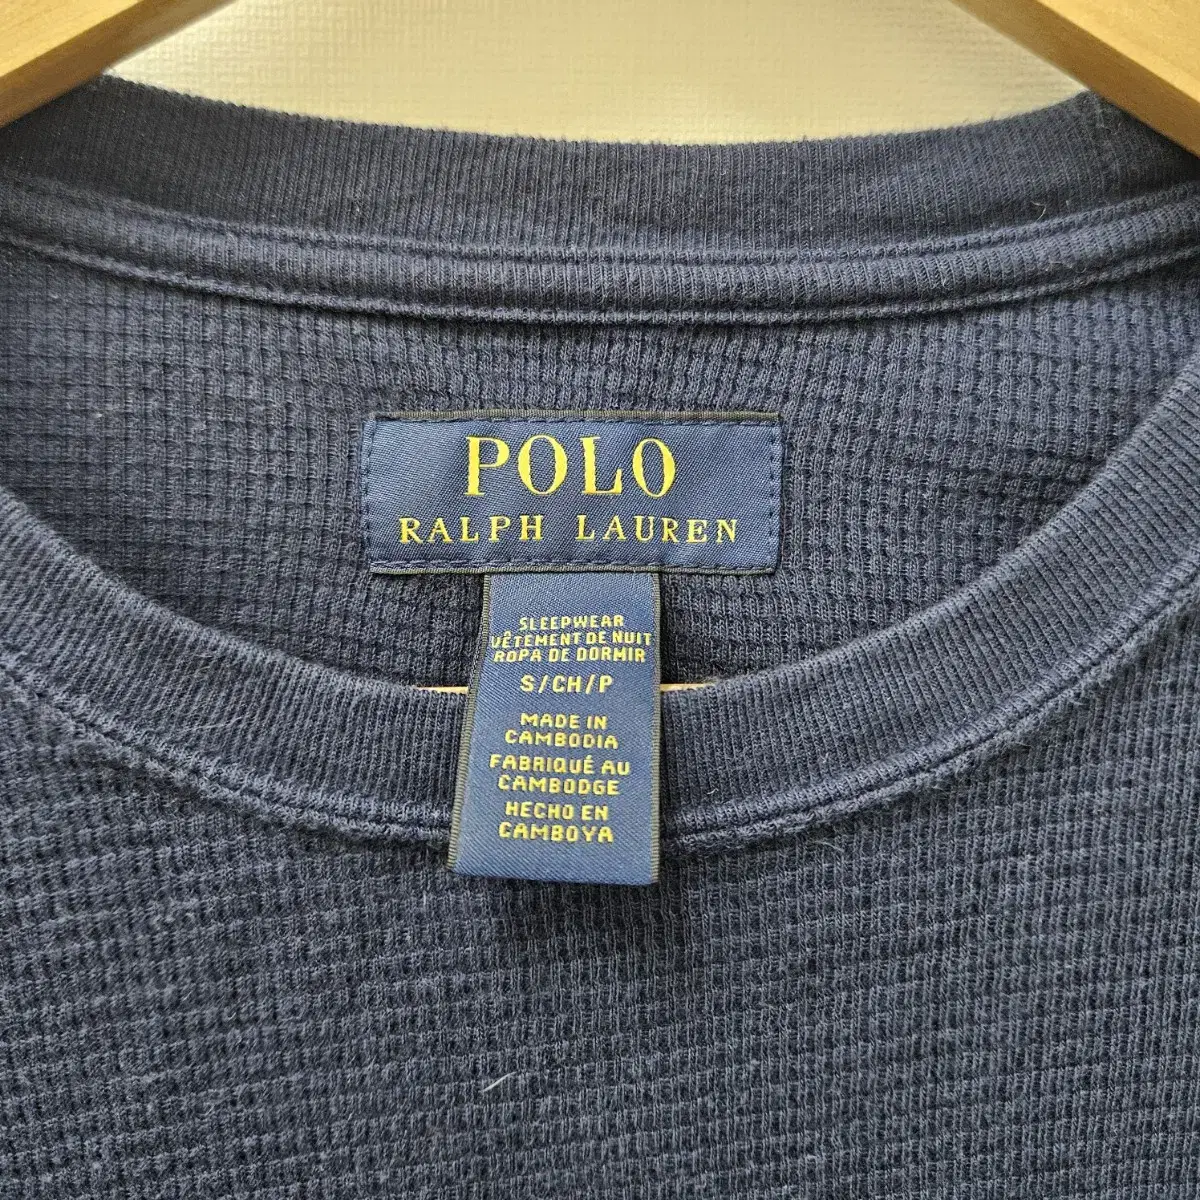 POLO
RALPH LAUREN
SLEEPWEAR
VÊTEMENT DE NUIT
ROPA DE DORMIR
S/CH/P
MADE IN
CAMBODIA
FABRIQUÉ AU
CAMBODGE
HECHO EN
CAMBOYA